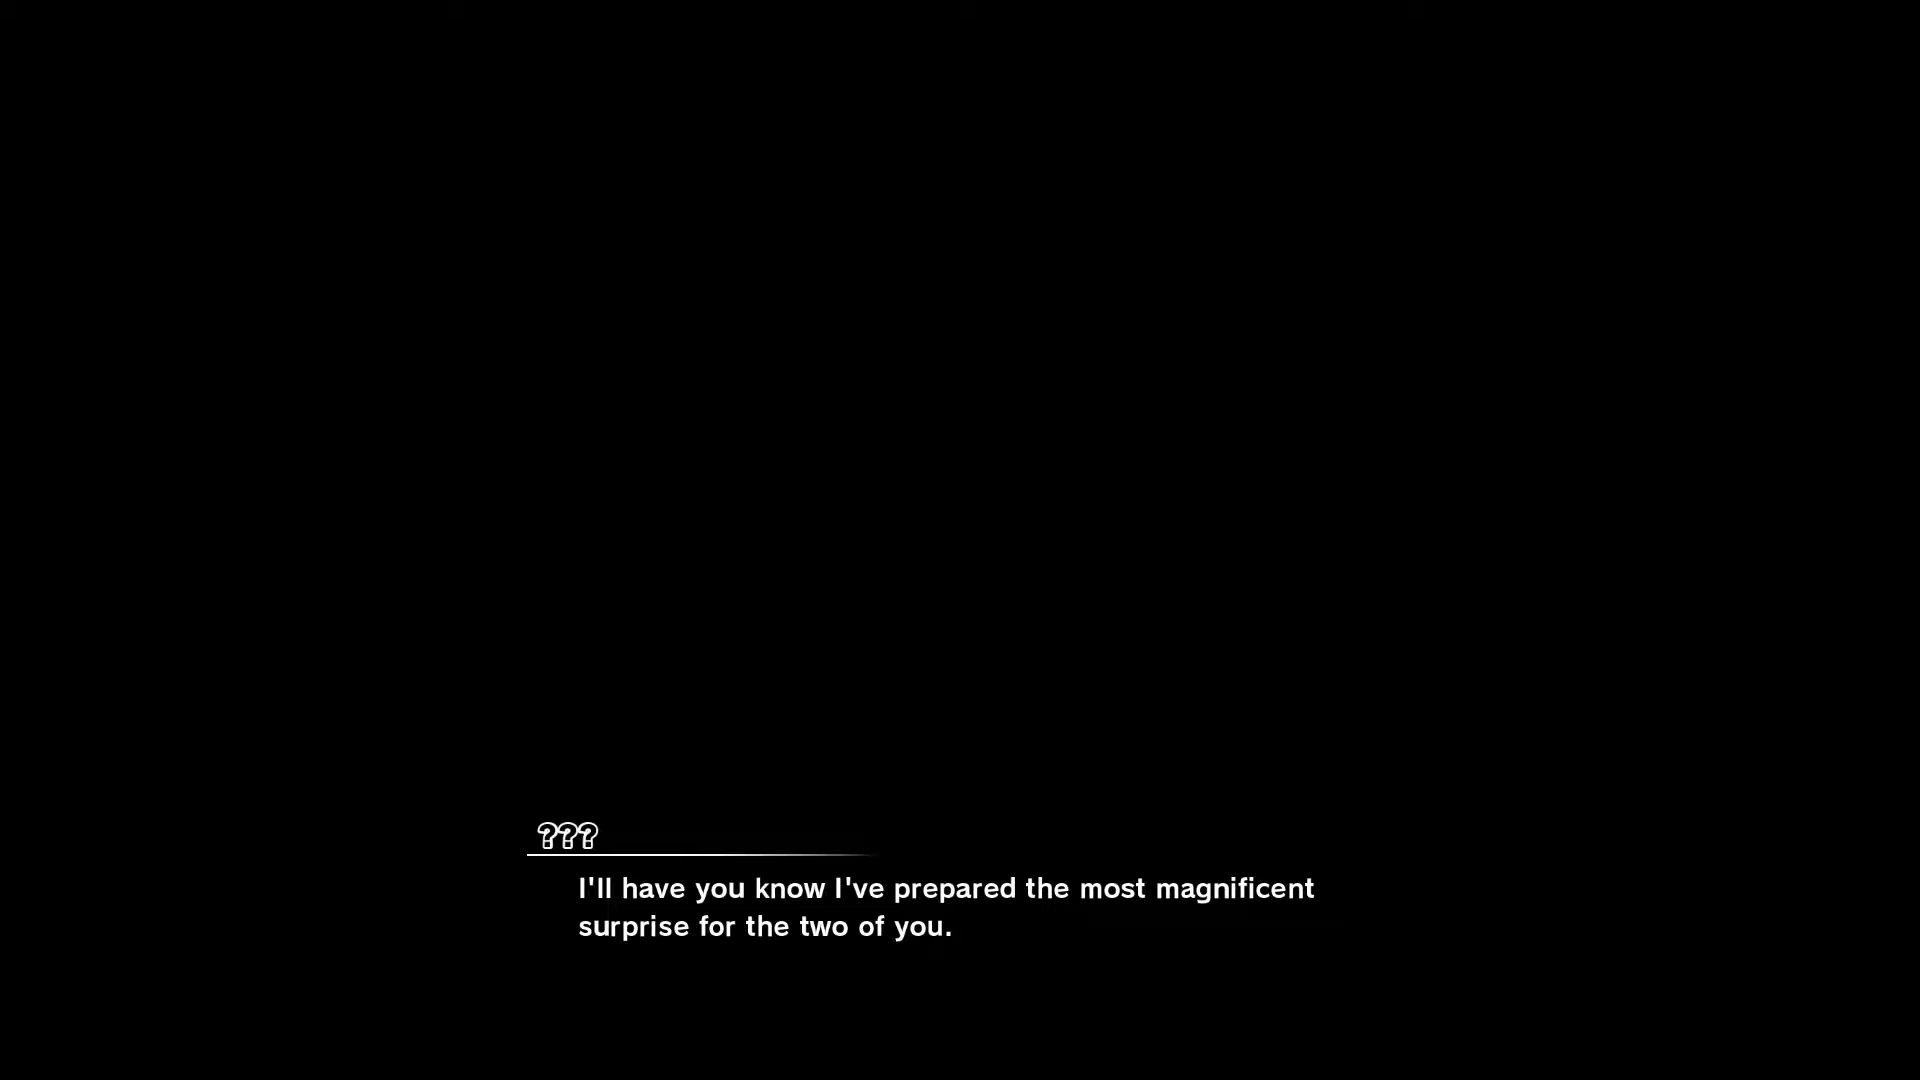 ???
I'll have you know I've prepared the most magnificent
surprise for the two of you.